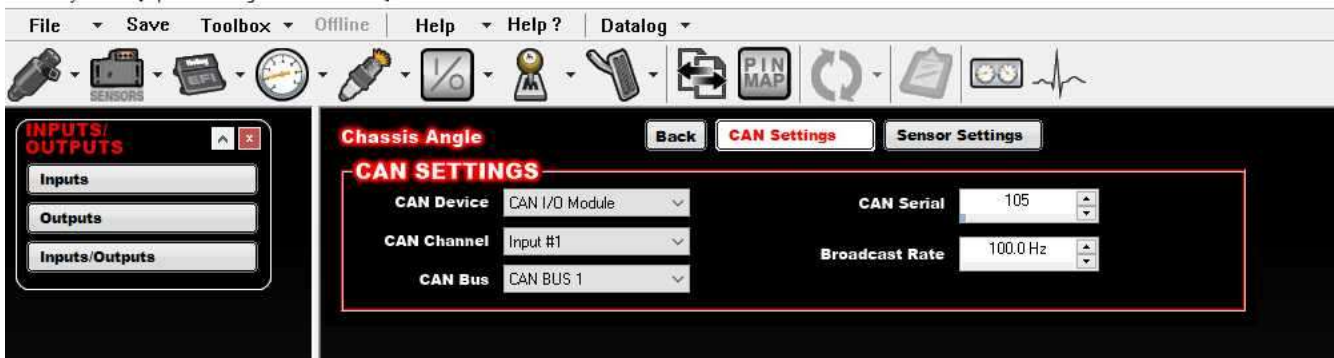 File Save Toolbox Offline Help Help ? Datalog
Holley EFI
SENSORS
I/O
PIN
MAP
INPUTS/
OUTPUTS
Inputs
Outputs
Inputs/Outputs
Chassis Angle Back CAN Settings Sensor Settings
CAN SETTINGS
CAN Device CAN I/O Module CAN Serial 105
CAN Channel Input #1 Broadcast Rate 100.0 Hz
CAN Bus CAN BUS 1